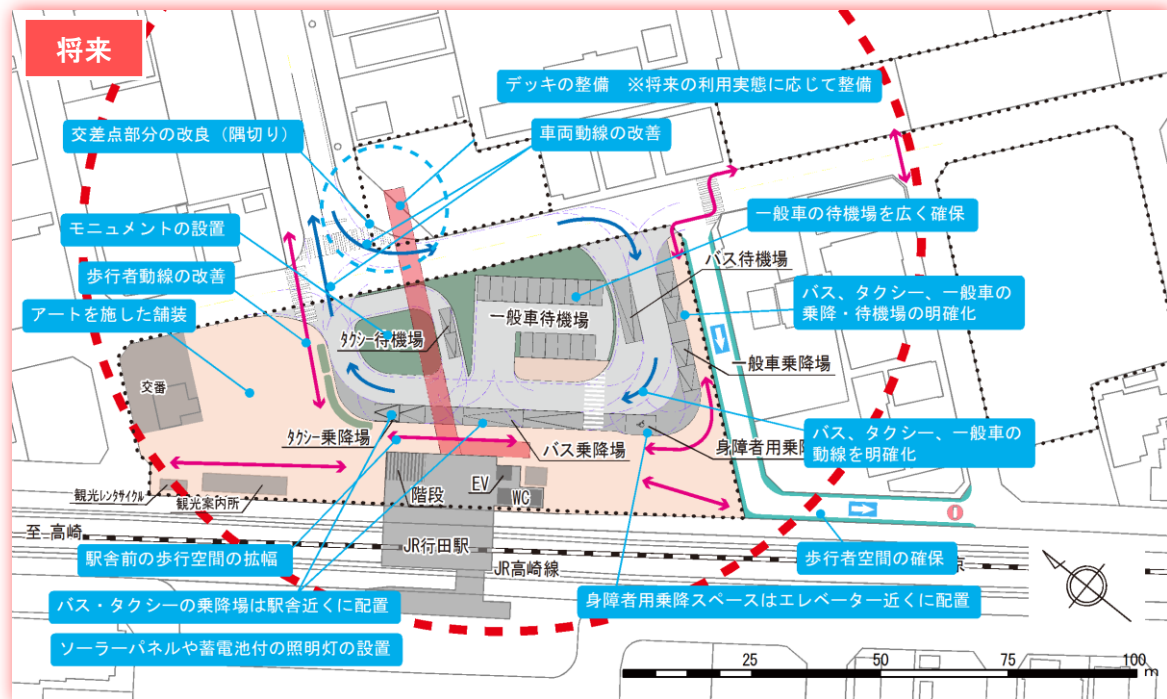 将来
デッキの整備　※将来の利用実態に応じて整備
交差点部分の改良（隅切り）
車両動線の改善
一般車の待機場を広く確保
モニュメントの設置
バス待機場
歩行者動線の改善
バス、タクシー、一般車の
乗降・待機場の明確化
アートを施した舗装
一般車待機場
タクシー待機場
一般車乗降場
交番
タクシー乗降場
バス乗降場
身障者用乗降
バス、タクシー、一般車の
動線を明確化
EV
階段
WC
観光レンタサイクル
観光案内所
至 高崎
JR行田駅
JR高崎線
京
駅舎前の歩行空間の拡幅
歩行者空間の確保
バス・タクシーの乗降場は駅舎近くに配置
身障者用乗降スペースはエレベーター近くに配置
ソーラーパネルや蓄電池付の照明灯の設置
25
50
75
100
m